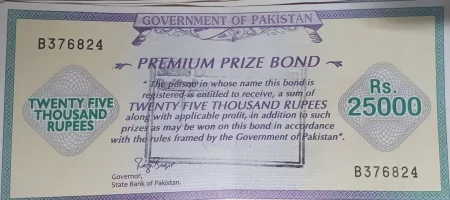 GOVERNMENT OF PAKISTAN
B376824
PREMIUM PRIZE BOND
" The person in whose name this bond is
registered is entitled to receive, a sum of
TWENTY FIVE THOUSAND RUPEES
along with applicable profit, in addition to such
prizes as may be won on this bond in accordance
with the rules framed by the Government of Pakistan".
TWENTY FIVE
THOUSAND
RUPEES
Rs.
25000
Governor,
State Bank of Pakistan.
B376824